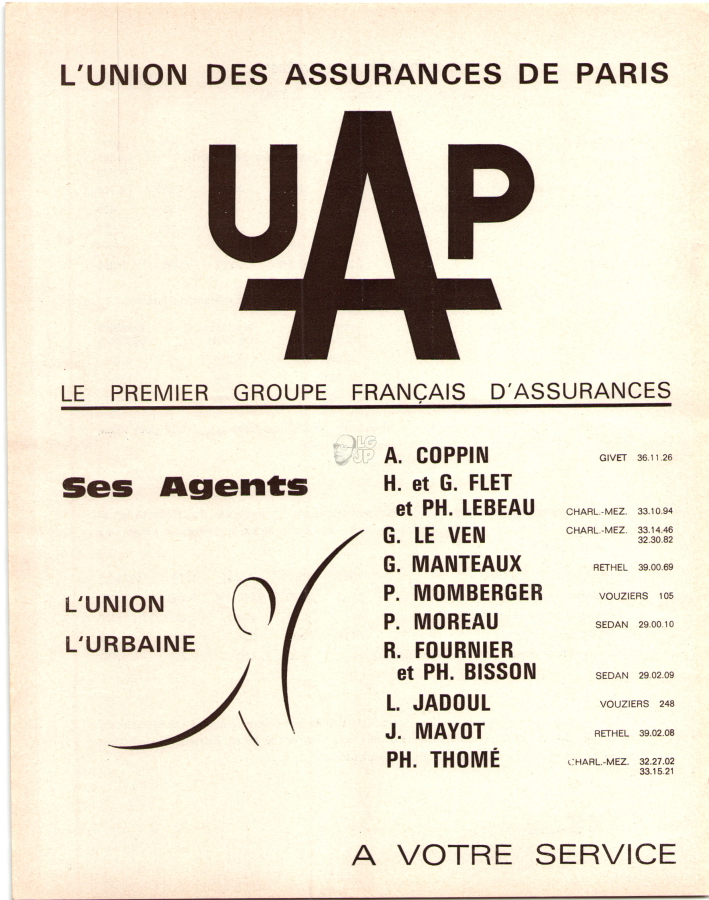 L'UNION DES ASSURANCES DE PARIS
UAP
LE PREMIER GROUPE FRANÇAIS D'ASSURANCES
LG
JP
Ses Agents
L'UNION
L'URBAINE
A. COPPIN GIVET 36.11.26
H. et G. FLET
et PH. LEBEAU CHARL.-MEZ. 33.10.94
G. LE VEN CHARL.-MEZ. 33.14.46
32.30.82
G. MANTEAUX RETHEL 39.00.69
P. MOMBERGER VOUZIERS 105
P. MOREAU SEDAN 29.00.10
R. FOURNIER
et PH. BISSON SEDAN 29.02.09
L. JADOUL VOUZIERS 248
J. MAYOT RETHEL 39.02.08
PH. THOMÉ CHARL.-MEZ. 32.27.02
33.15.21
A VOTRE SERVICE